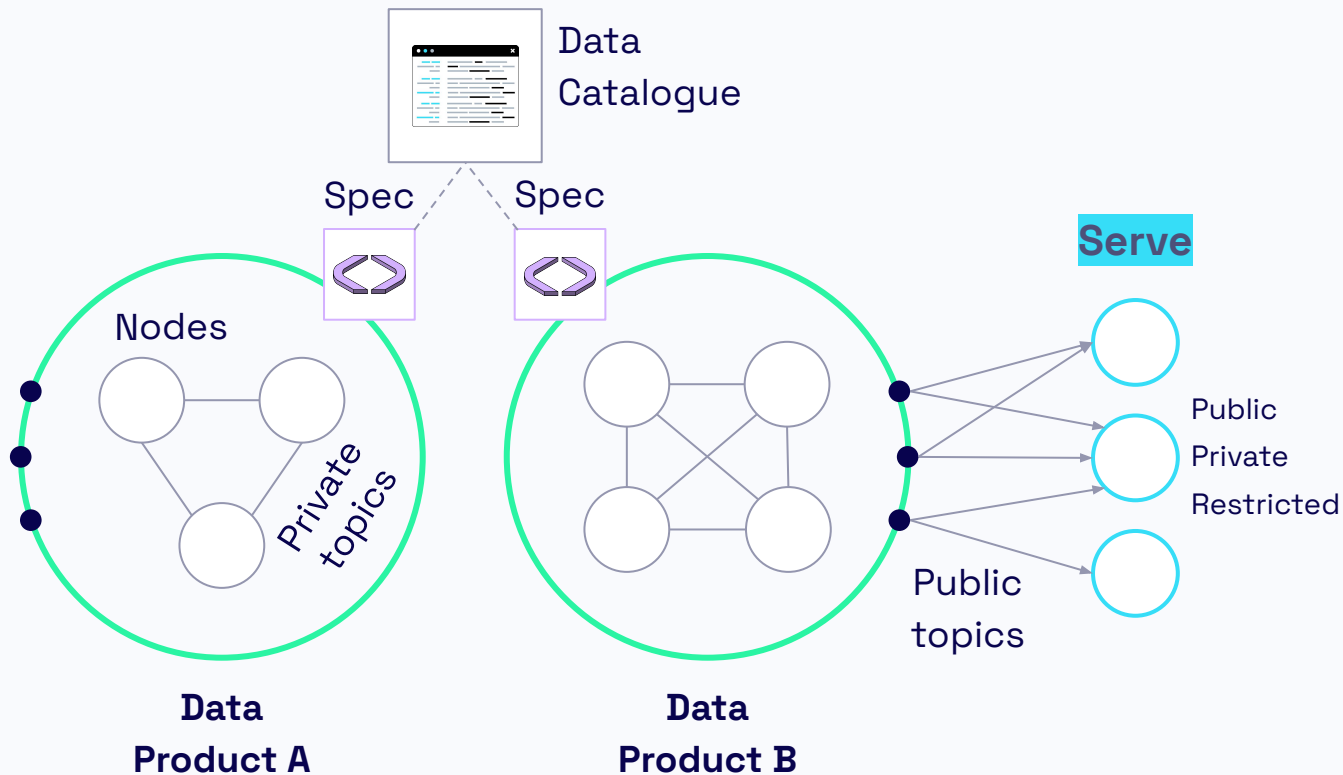 Data
Catalogue
Spec
Spec
Serve
Nodes
Private
topics
Public
Private
Restricted
Public
topics
Data
Product A
Data
Product B